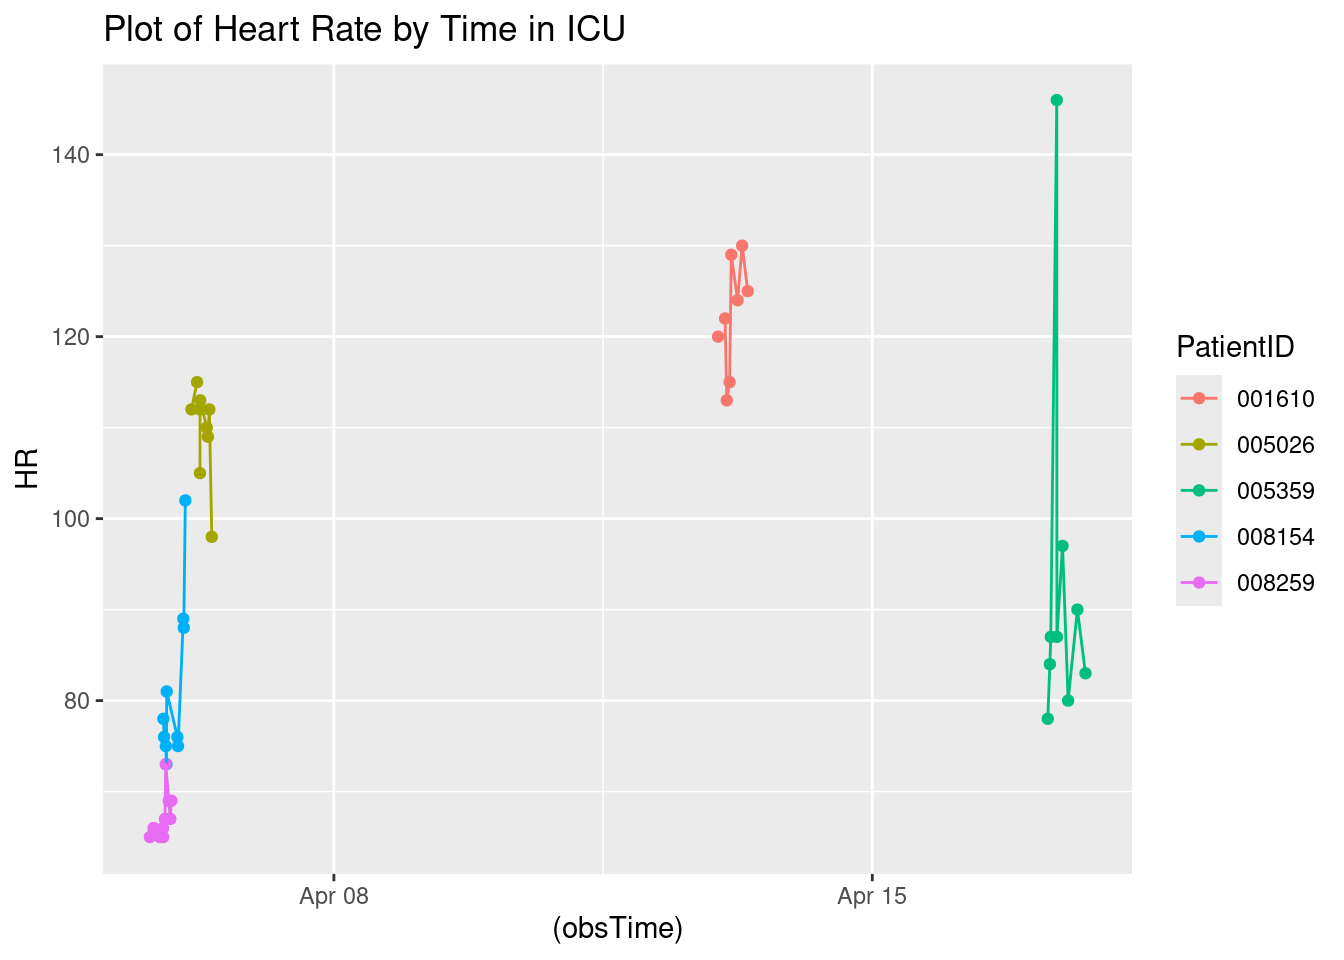 Plot of Heart Rate by Time in ICU
HR
140
120
100
80
Apr 08
Apr 15
(obsTime)
PatientID
001610
005026
005359
008154
008259